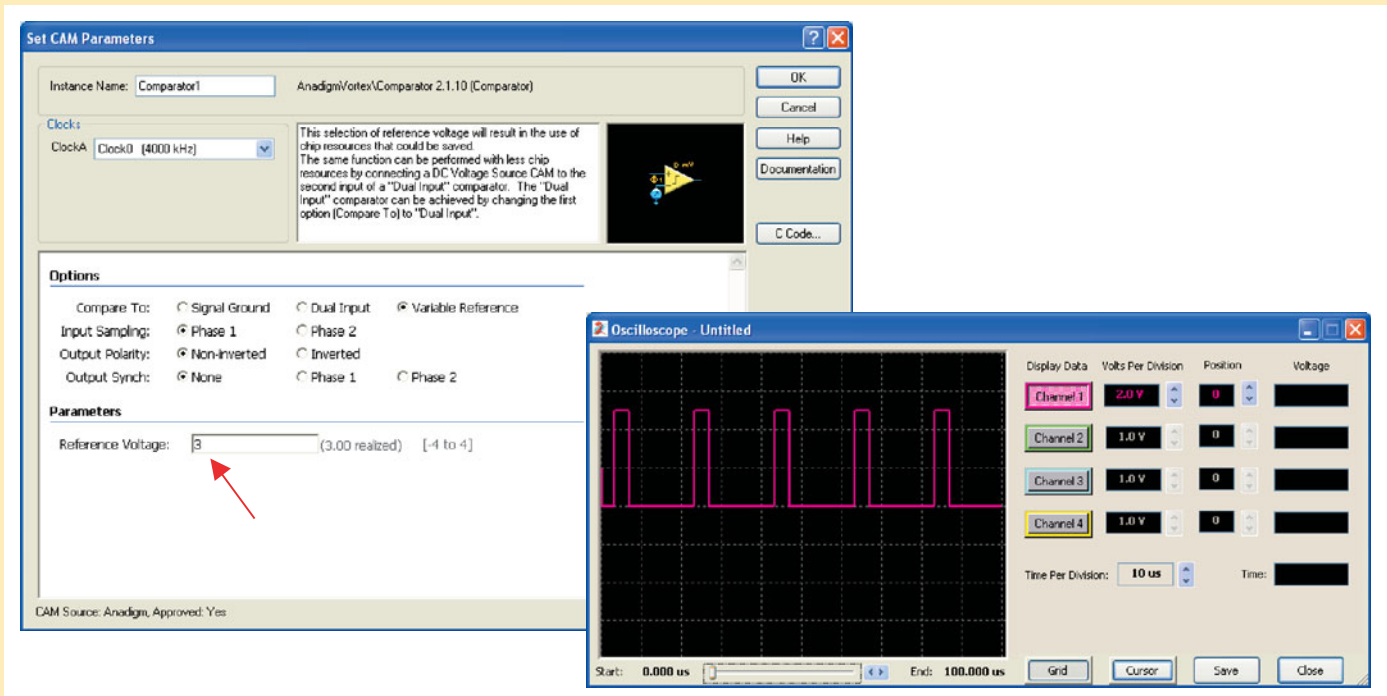 Set CAM Parameters
Instance Name: Comparator1
AnadigmVortex\Comparator 2.1.10 (Comparator)
OK
Cancel
Help
Documentation
C Code...
Clocks
ClockA Clock0 (4000 kHz)
This selection of reference voltage will result in the use of
chip resources that could be saved.
The same function can be performed with less chip
resources by connecting a DC Voltage Source CAM to the
second input of a "Dual Input" comparator. The "Dual
Input" comparator can be achieved by changing the first
option (Compare To) to "Dual Input".
Options
Compare To: Signal Ground Dual Input Variable Reference
Input Sampling: Phase 1 Phase 2
Output Polarity: Non-inverted Inverted
Output Synch: None Phase 1 Phase 2
Parameters
Reference Voltage: 3 (3.00 realized) [-4 to 4]
CAM Source: Anadigm, Approved: Yes
Oscilloscope - Untitled
Display Data Volts Per Division Position Voltage
Channel 1 2.0 V 0
Channel 2 1.0 V 0
Channel 3 1.0 V 0
Channel 4 1.0 V 0
Time Per Division: 10 us Time:
Start: 0.000 us End: 100.000 us
Grid Cursor Save Close